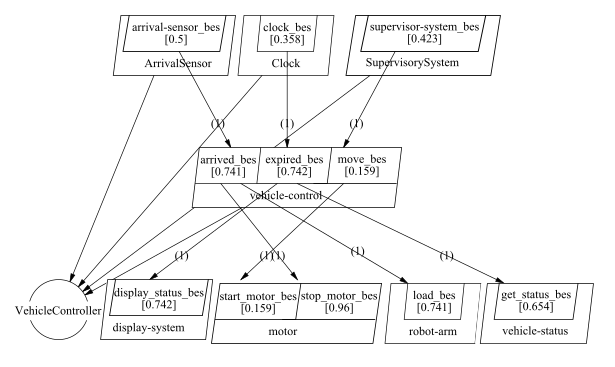 arrival-sensor_bes
[0.5]
ArrivalSensor
clock_bes
[0.358]
Clock
supervisor-system_bes
[0.423]
SupervisorySystem
(1)
(1)
(1)
arrived_bes
[0.741]
expired_bes
[0.742]
move_bes
[0.159]
vehicle-control
(1)
(1)(1)
(1)
(1)
VehicleController
display_status_bes
[0.742]
display-system
start_motor_bes
[0.159]
stop_motor_bes
[0.96]
motor
load_bes
[0.741]
robot-arm
get_status_bes
[0.654]
vehicle-status